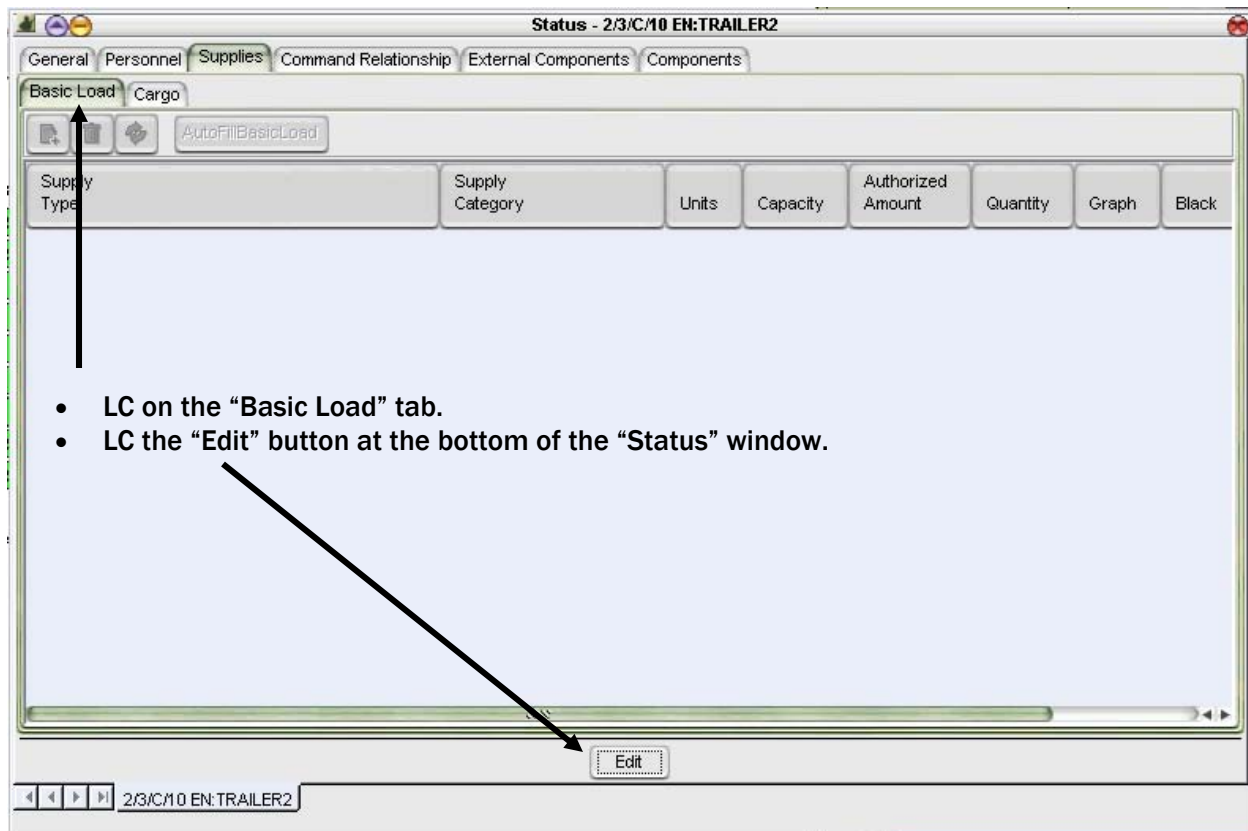 Status - 2/3/C/10 EN:TRAILER2
General Personnel Supplies Command Relationship External Components Components
Basic Load Cargo
AutoFillBasicLoad
Supply Type Supply Category Units Capacity Authorized Amount Quantity Graph Black
• LC on the “Basic Load” tab.
• LC the “Edit” button at the bottom of the “Status” window.
Edit
2/3/C/10 EN:TRAILER2